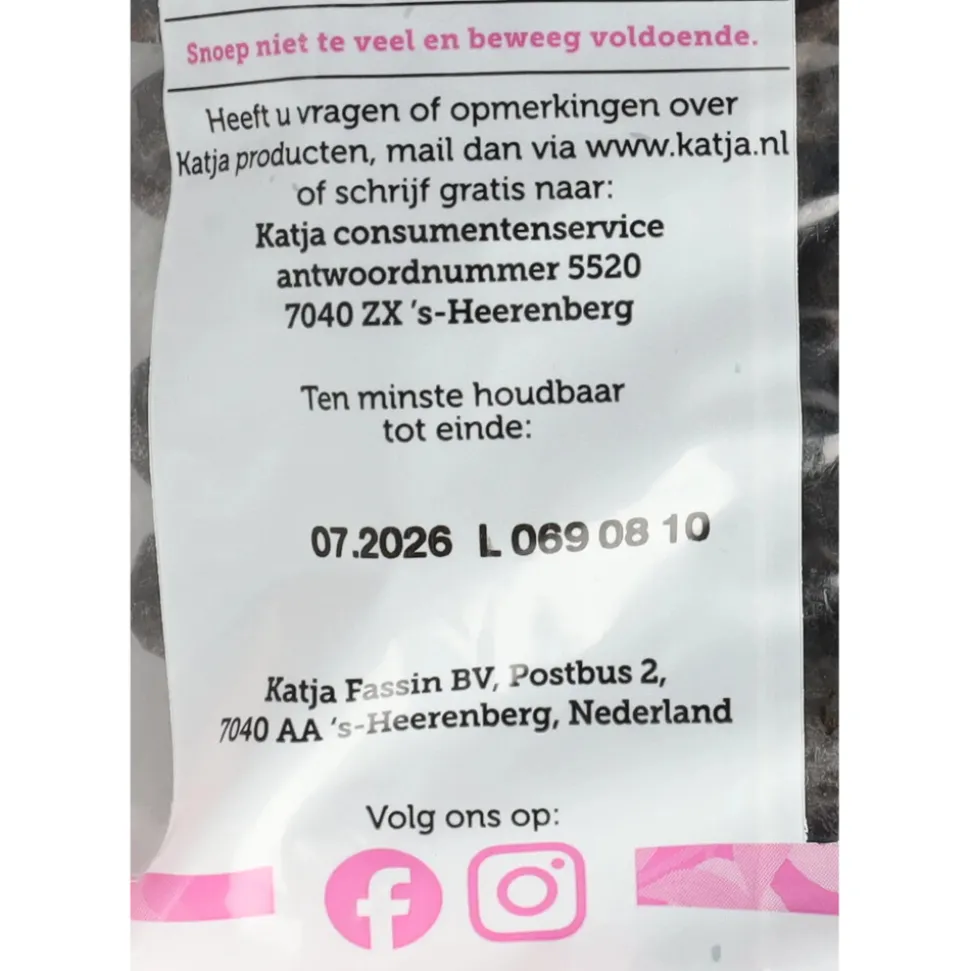 Snoep niet te veel en beweeg voldoende.
Heeft u vragen of opmerkingen over
Katja producten, mail dan via www.katja.nl
of schrijf gratis naar:
Katja consumentenservice
antwoordnummer 5520
7040 ZX 's-Heerenberg
Ten minste houdbaar
tot einde:
07.2026 L 069 08 10
Katja Fassin BV, Postbus 2,
7040 AA 's-Heerenberg, Nederland
Volg ons op: